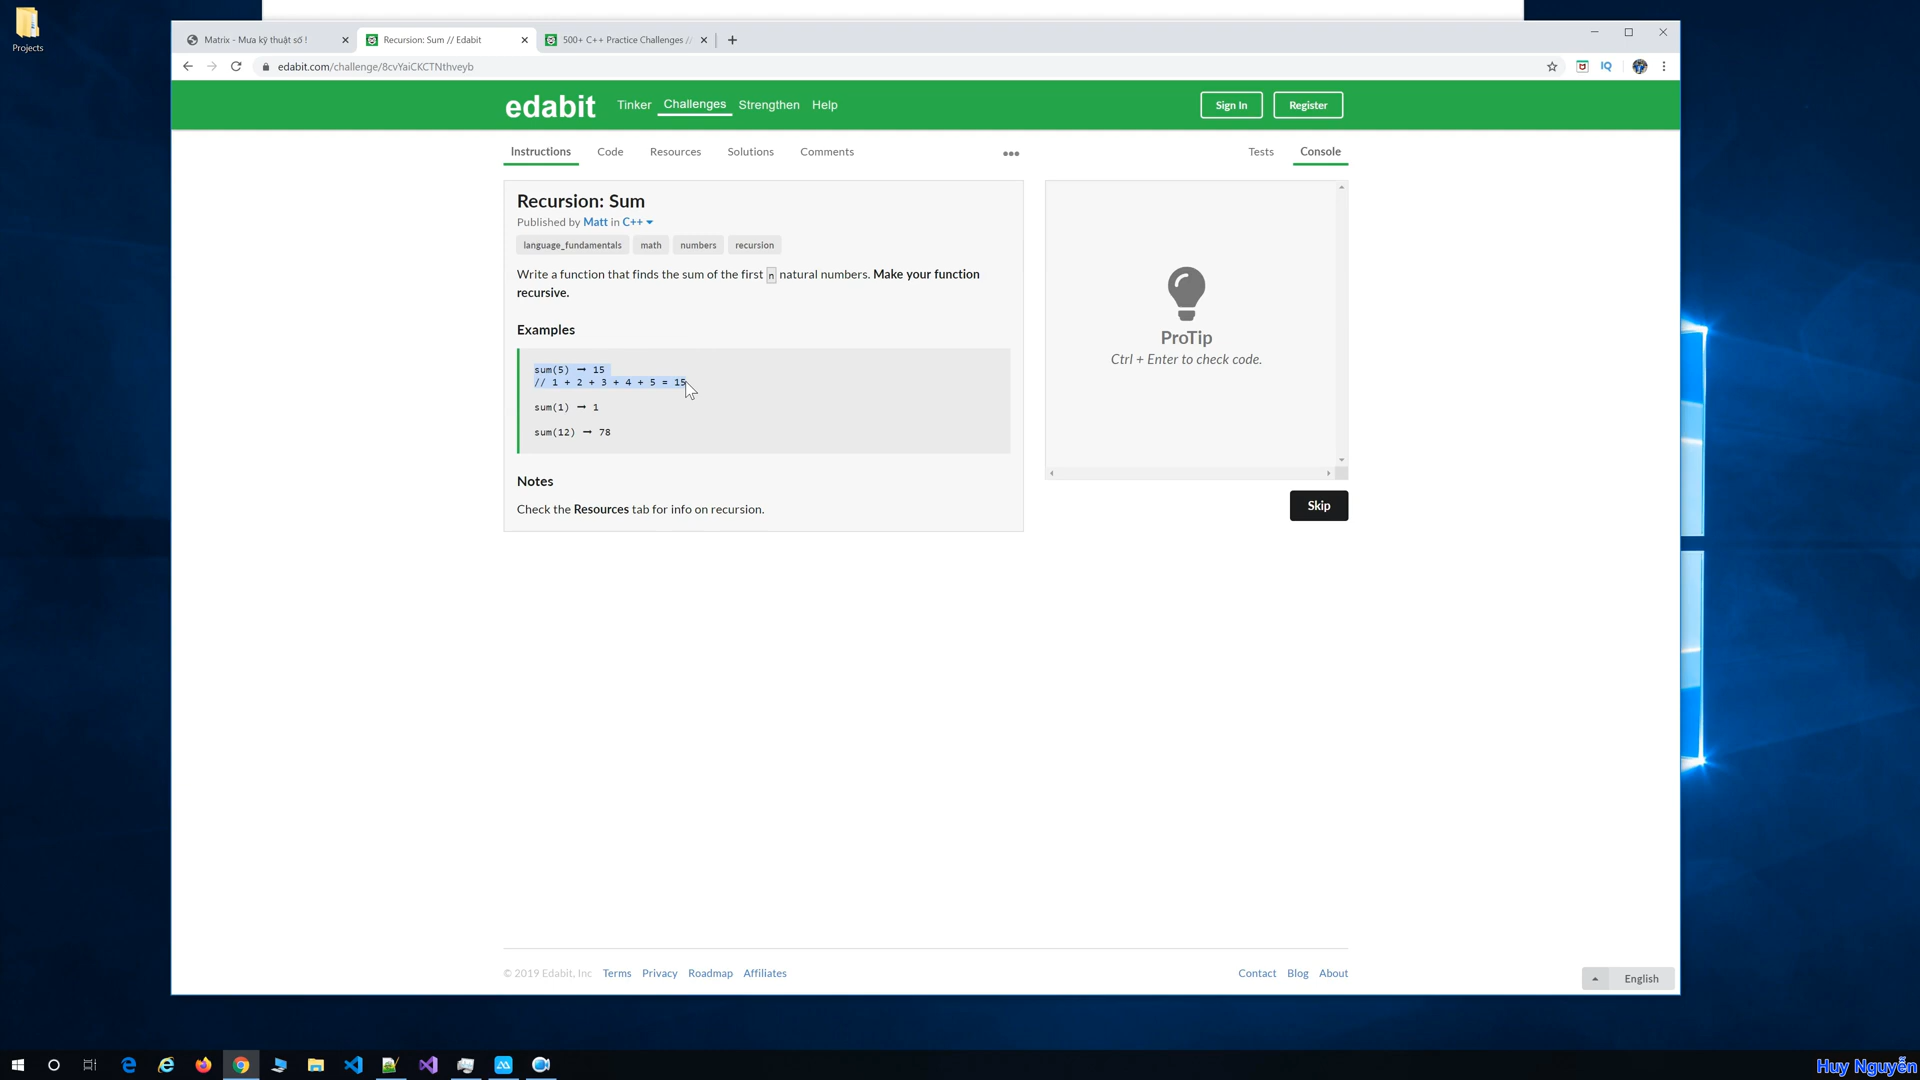 Projects
Matrix - Mưa kỹ thuật số !
Recursion: Sum // Edabit
500+ C++ Practice Challenges //
edabit.com/challenge/8cvYaiCKCTNthveyb
IQ
edabit
Tinker
Challenges
Strengthen
Help
Sign In
Register
Instructions
Code
Resources
Solutions
Comments
Tests
Console
Recursion: Sum
Published by Matt in C++
language_fundamentals
math
numbers
recursion
Write a function that finds the sum of the first n natural numbers. Make your function
recursive.
Examples
sum(5) ➞ 15
// 1 + 2 + 3 + 4 + 5 = 15
sum(1) ➞ 1
sum(12) ➞ 78
Notes
Check the Resources tab for info on recursion.
ProTip
Ctrl + Enter to check code.
Skip
© 2019 Edabit, Inc
Terms
Privacy
Roadmap
Affiliates
Contact
Blog
About
English
Huy Nguyễn